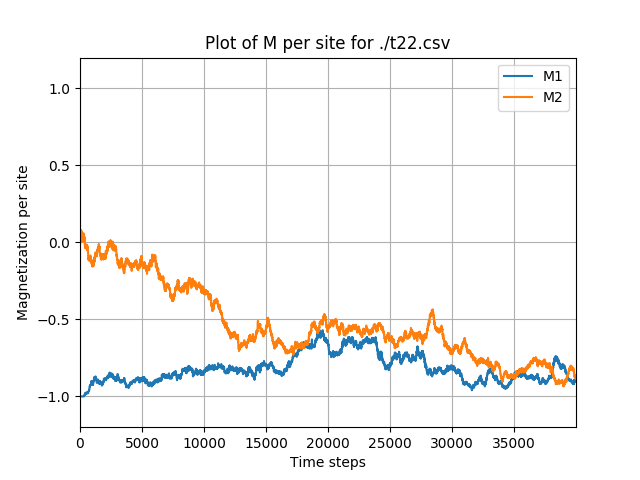 Plot of M per site for ./t22.csv
M1
M2
Magnetization per site
1.0
0.5
0.0
−0.5
−1.0
0 5000 10000 15000 20000 25000 30000 35000
Time steps